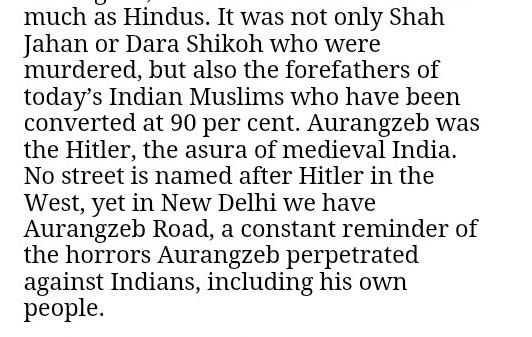 much as Hindus. It was not only Shah
Jahan or Dara Shikoh who were
murdered, but also the forefathers of
today’s Indian Muslims who have been
converted at 90 per cent. Aurangzeb was
the Hitler, the asura of medieval India.
No street is named after Hitler in the
West, yet in New Delhi we have
Aurangzeb Road, a constant reminder of
the horrors Aurangzeb perpetrated
against Indians, including his own
people.